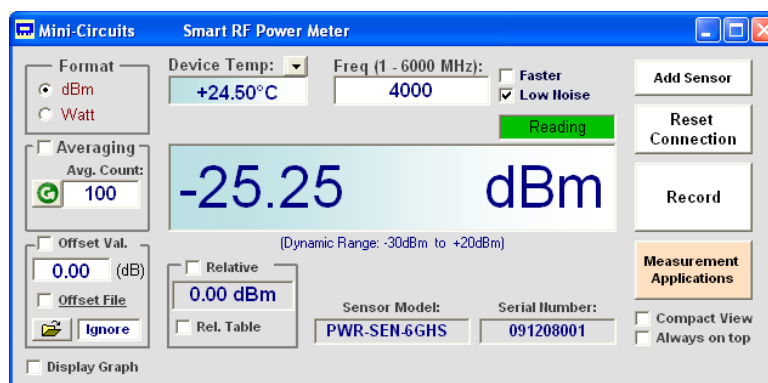 Mini-Circuits Smart RF Power Meter
Format
dBm
Watt
Device Temp:
+24.50°C
Freq (1 - 6000 MHz):
4000
Faster
Low Noise
Reading
Add Sensor
Reset
Connection
Record
Measurement
Applications
Averaging
Avg. Count:
100
-25.25 dBm
(Dynamic Range: -30dBm to +20dBm)
Offset Val.
0.00 (dB)
Offset File
Ignore
Relative
0.00 dBm
Rel. Table
Sensor Model:
PWR-SEN-6GHS
Serial Number:
091208001
Compact View
Always on top
Display Graph